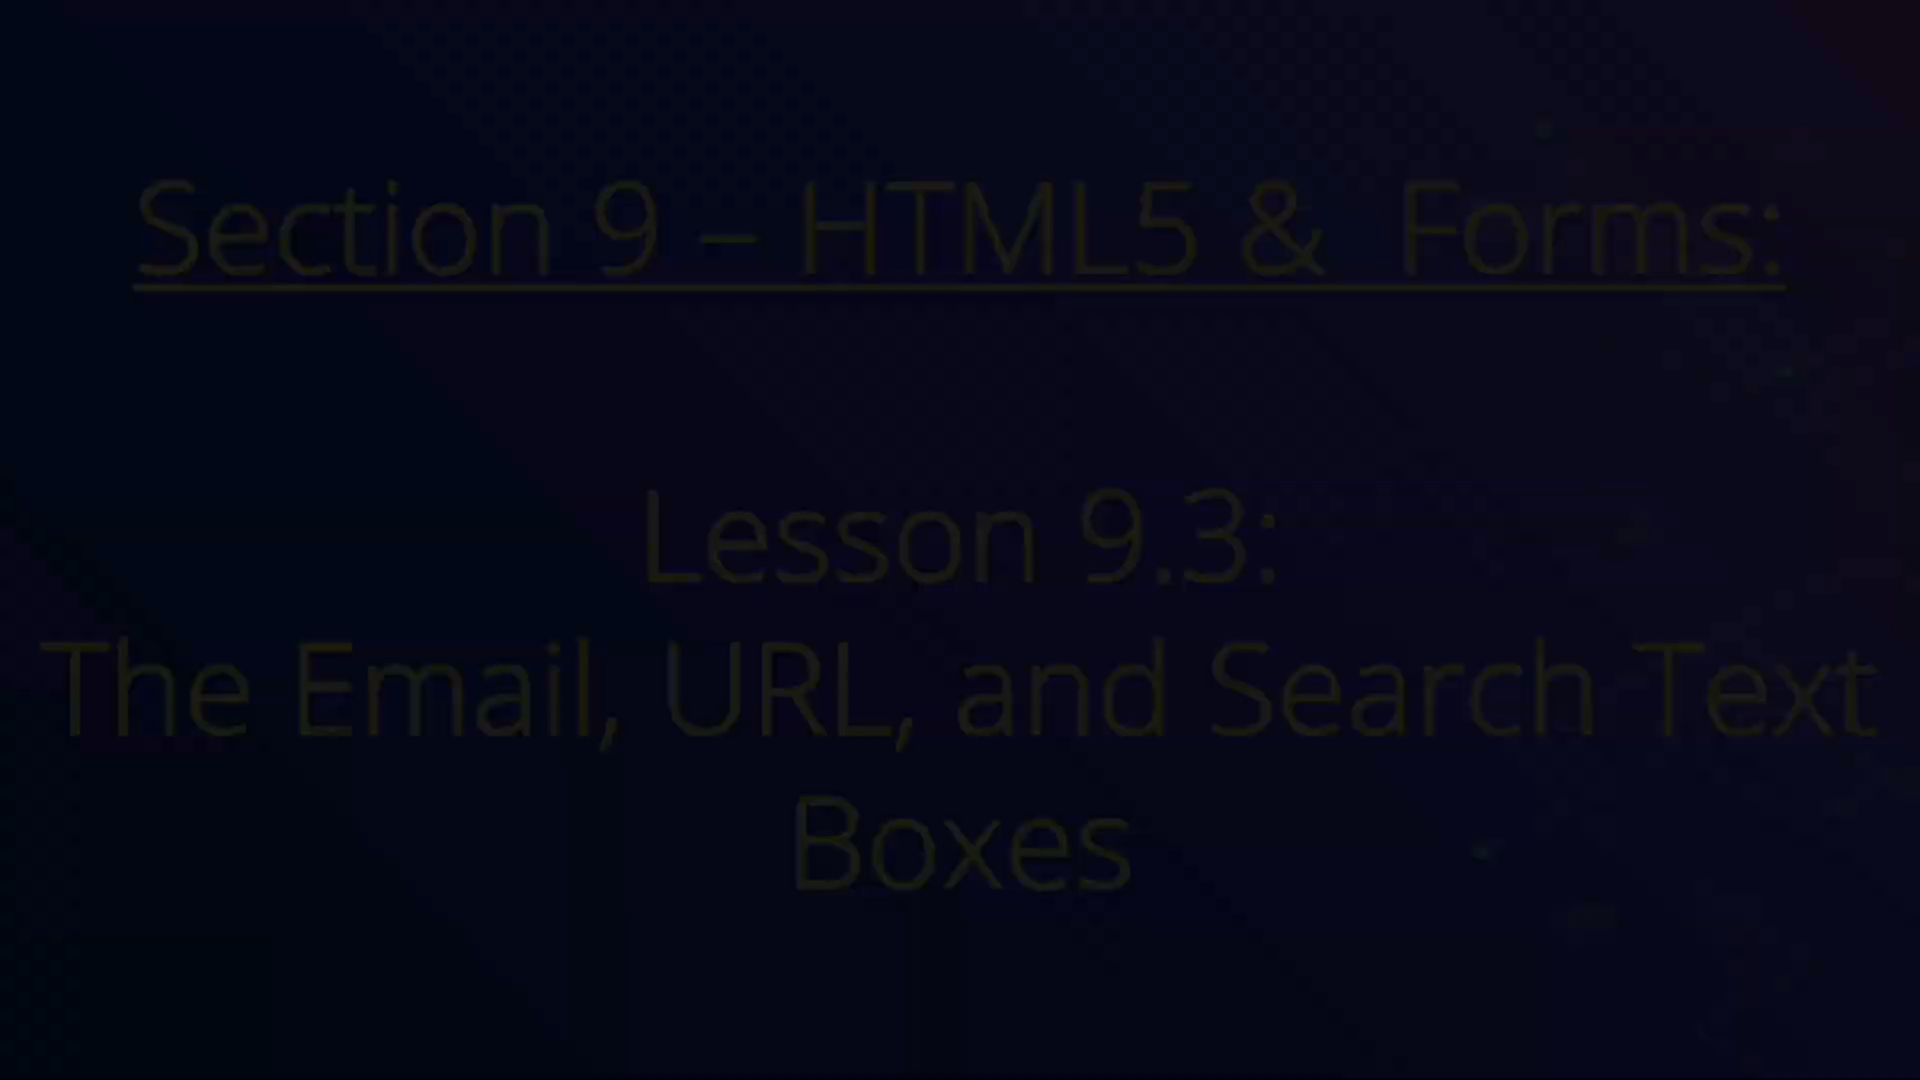 Section 9 – HTML5 &  Forms:
Lesson 9.3:
The Email, URL, and Search Text
Boxes